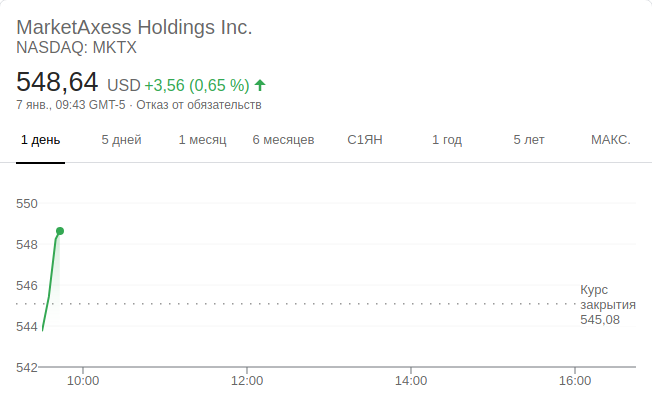 MarketAxess Holdings Inc.
NASDAQ: MKTX
548,64 USD +3,56 (0,65 %)
7 янв., 09:43 GMT-5 · Отказ от обязательств
1 день 5 дней 1 месяц 6 месяцев С1ЯН 1 год 5 лет МАКС.
550
548
546
Курс
закрытия
545,08
544
542
10:00 12:00 14:00 16:00